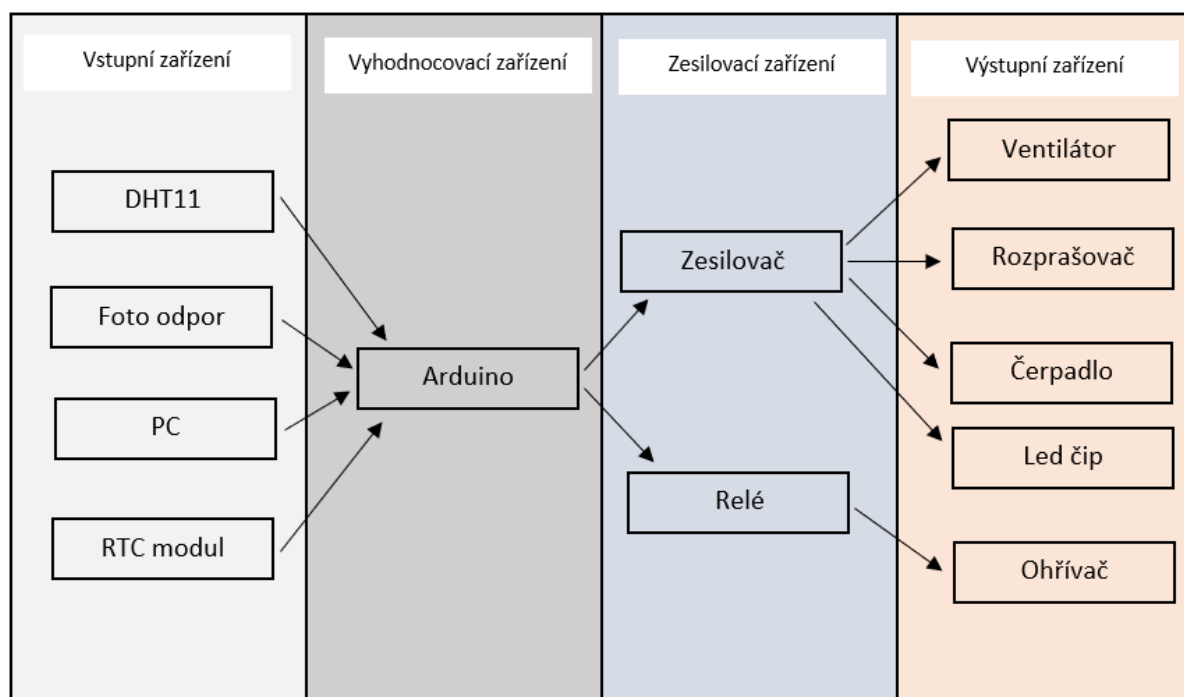 Vstupní zařízení
Vyhodnocovací zařízení
Zesilovací zařízení
Výstupní zařízení
DHT11
Foto odpor
PC
RTC modul
Arduino
Zesilovač
Relé
Ventilátor
Rozprašovač
Čerpadlo
Led čip
Ohřívač